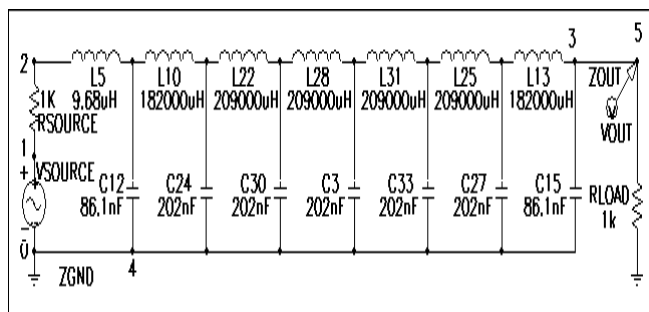 2
3
5
L5
L10
L22
L28
L31
L25
L13
ZOUT
1K
9.68uH
182000uH
209000uH
209000uH
209000uH
209000uH
182000uH
RSOURCE
VOUT
1
+
VSOURCE
C12
C24
C30
C3
C33
C27
C15
RLOAD
86.1nF
202nF
202nF
202nF
202nF
202nF
86.1nF
1k
-
0
ZGND
4